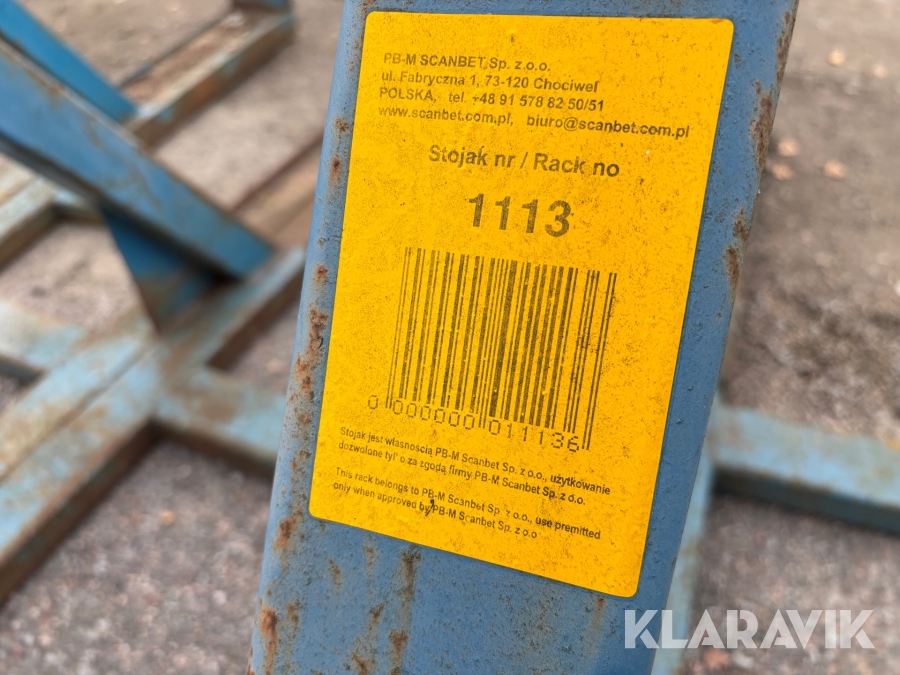 PB-M SCANBET Sp. z.o.o.
ul. Fabryczna 1, 73-120 Chociwel
POLSKA, tel. +48 91 578 82 50/51
www.scanbet.com.pl, biuro@scanbet.com.pl
Stojak nr / Rack no
1113
0 000000 011136
Stojak jest własnością PB-M Scanbet Sp. z o.o., użytkowanie
dozwolone tyl' o za zgodą firmy PB-M Scanbet Sp. z o.o.
This rack belongs to PB-M Scanbet Sp. z o.o., use premitted
only when approved by PB-M Scanbet Sp. z o.o
KLARAVIK